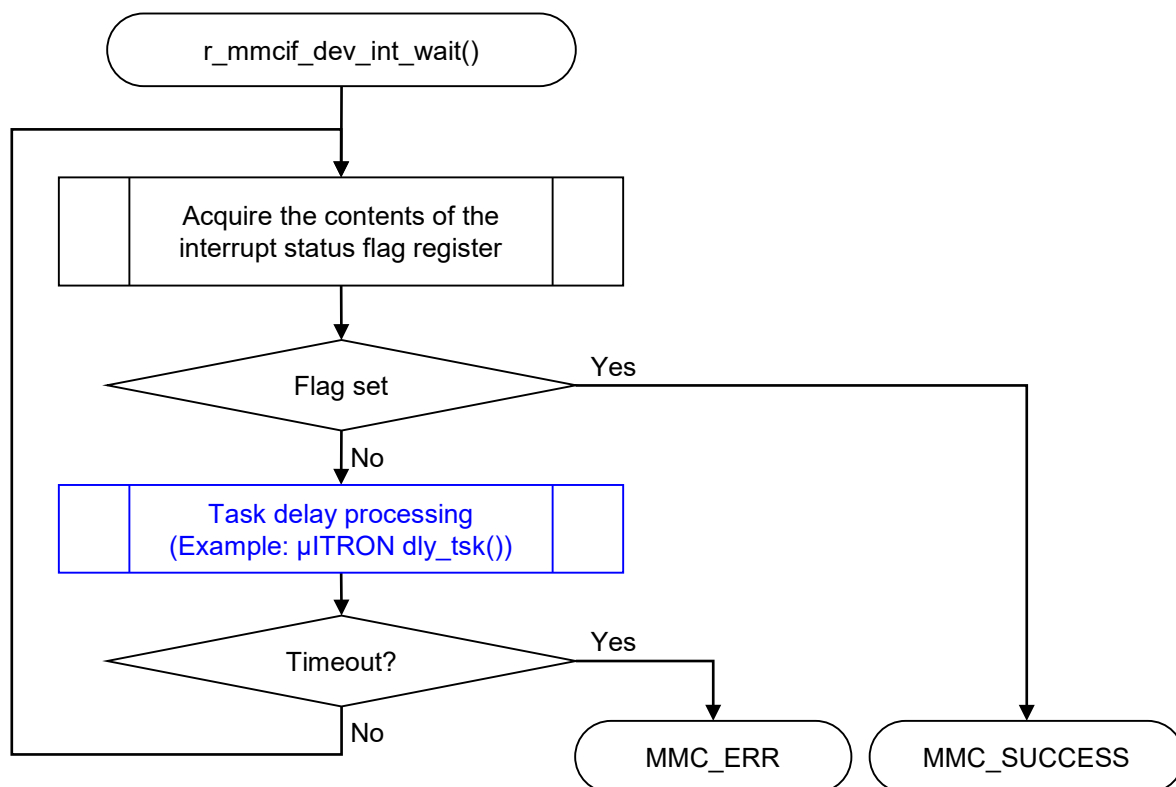 r_mmcif_dev_int_wait()
Acquire the contents of the
interrupt status flag register
Flag set
Yes
No
Task delay processing
(Example: μITRON dly_tsk())
Timeout?
Yes
No
MMC_ERR
MMC_SUCCESS